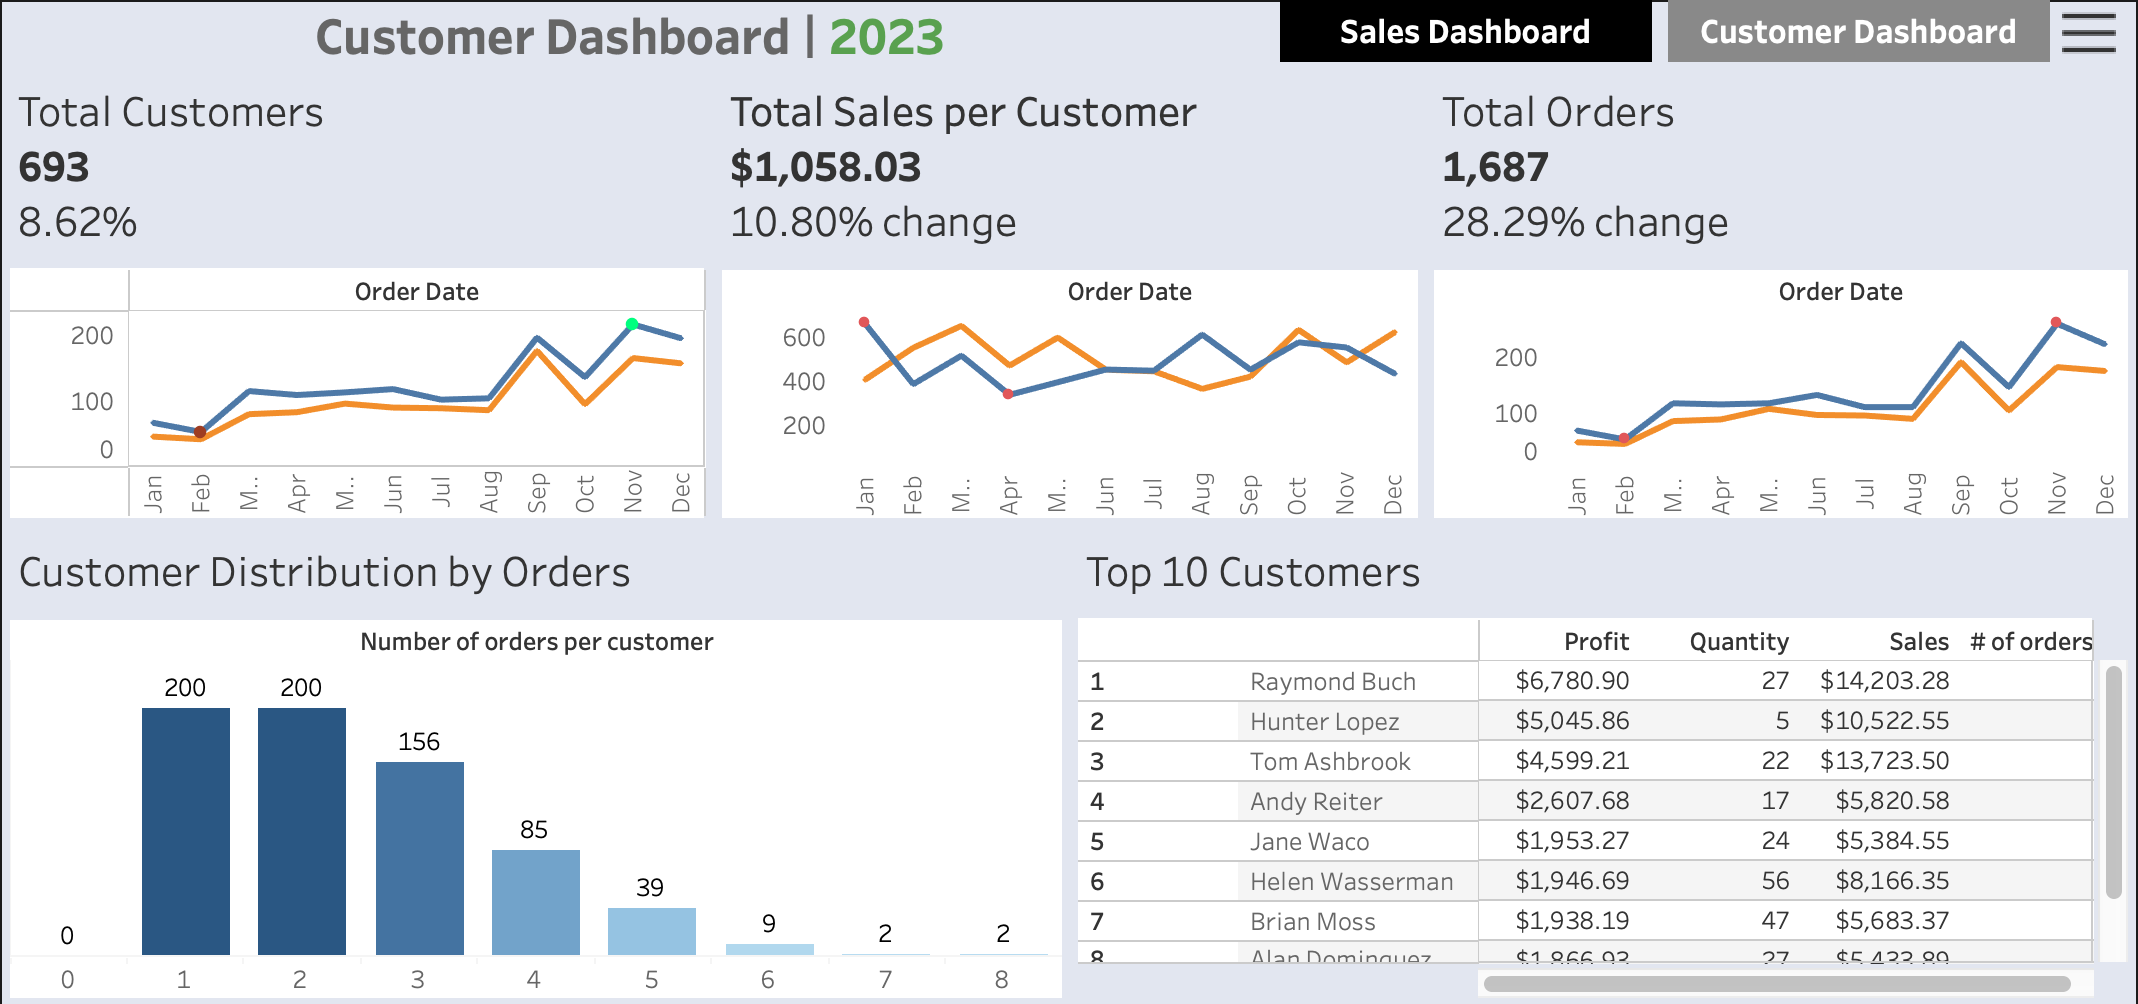 Customer Dashboard | 2023
Sales Dashboard
Customer Dashboard
Total Customers
693
8.62%
Total Sales per Customer
$1,058.03
10.80% change
Total Orders
1,687
28.29% change
Order Date
200
100
0
Jan Feb M.. Apr M.. Jun Jul Aug Sep Oct Nov Dec
Order Date
600
400
200
Jan Feb M.. Apr M.. Jun Jul Aug Sep Oct Nov Dec
Order Date
200
100
0
Jan Feb M.. Apr M.. Jun Jul Aug Sep Oct Nov Dec
Customer Distribution by Orders
Number of orders per customer
0 200 200 156 85 39 9 2 2
0 1 2 3 4 5 6 7 8
Top 10 Customers
Profit Quantity Sales # of orders
1 Raymond Buch $6,780.90 27 $14,203.28
2 Hunter Lopez $5,045.86 5 $10,522.55
3 Tom Ashbrook $4,599.21 22 $13,723.50
4 Andy Reiter $2,607.68 17 $5,820.58
5 Jane Waco $1,953.27 24 $5,384.55
6 Helen Wasserman $1,946.69 56 $8,166.35
7 Brian Moss $1,938.19 47 $5,683.37
8 Alan Dominguez $1,866.93 27 $5,433.89